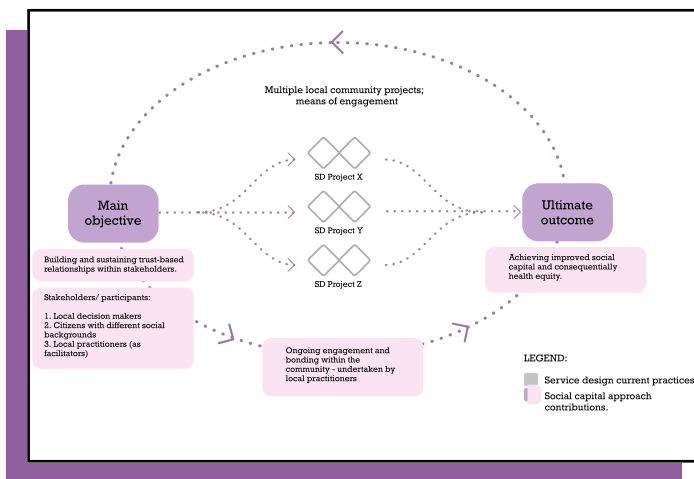 Multiple local community projects;
means of engagement
SD Project X
Main
objective
SD Project Y
Ultimate
outcome
SD Project Z
Building and sustaining trust-based
relationships within stakeholders.
Achieving improved social
capital and consequentially
health equity.
Stakeholders/ participants:
1. Local decision makers
2. Citizens with different social
backgrounds
3. Local practitioners (as
facilitators)
Ongoing engagement and
bonding within the
community - undertaken by
local practitioners
LEGEND:
Service design current practices
Social capital approach
contributions.